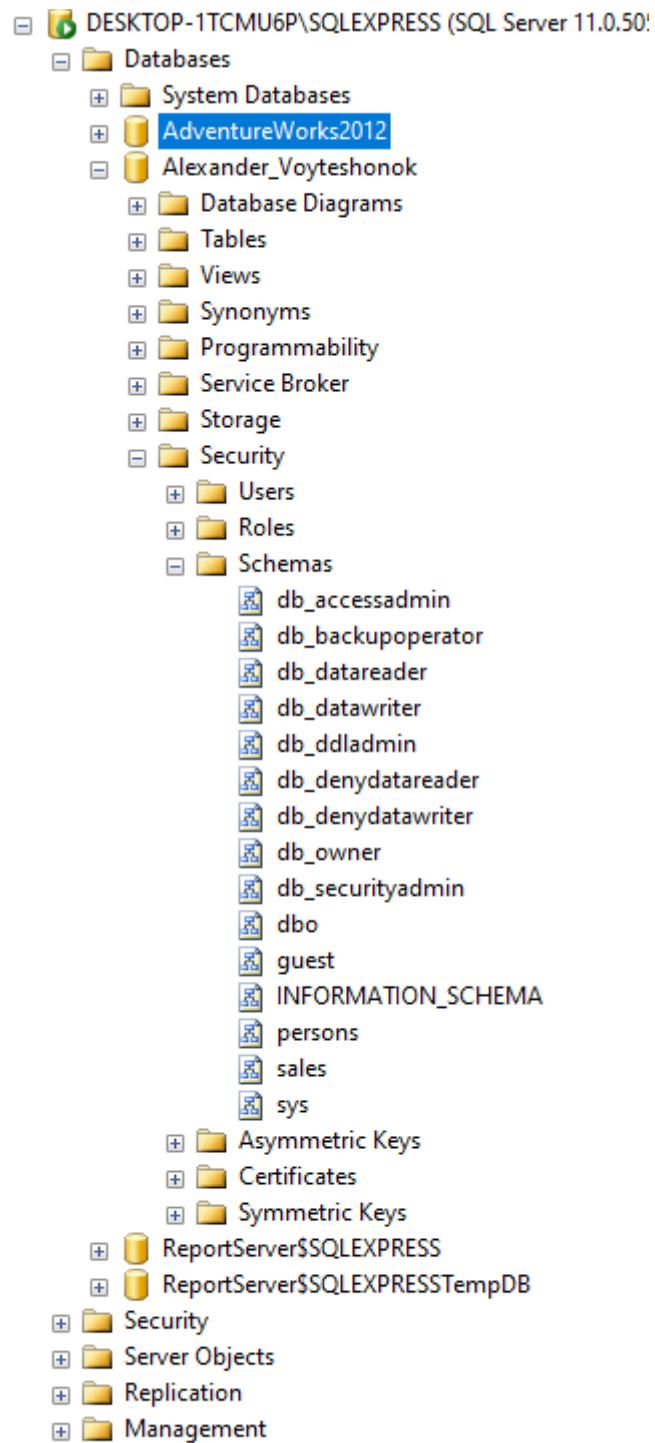 DESKTOP-1TCMU6P\SQLEXPRESS (SQL Server 11.0.505
Databases
System Databases
AdventureWorks2012
Alexander_Voyteshonok
Database Diagrams
Tables
Views
Synonyms
Programmability
Service Broker
Storage
Security
Users
Roles
Schemas
db_accessadmin
db_backupoperator
db_datareader
db_datawriter
db_ddladmin
db_denydatareader
db_denydatawriter
db_owner
db_securityadmin
dbo
guest
INFORMATION_SCHEMA
persons
sales
sys
Asymmetric Keys
Certificates
Symmetric Keys
ReportServer$SQLEXPRESS
ReportServer$SQLEXPRESSTempDB
Security
Server Objects
Replication
Management